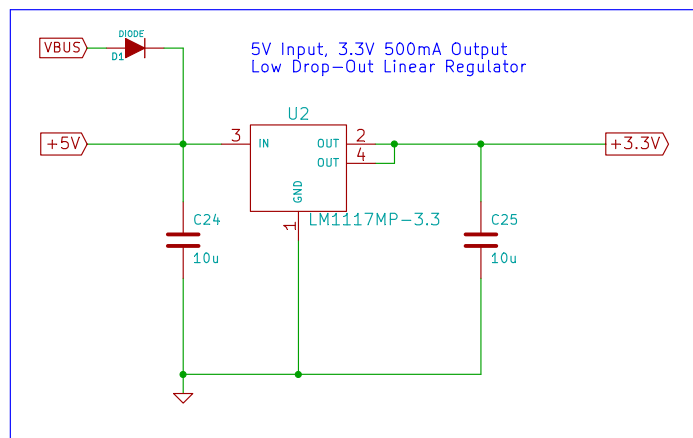 DIODE
VBUS
D1
5V Input, 3.3V 500mA Output
Low Drop-Out Linear Regulator
U2
+5V
3
IN
OUT
2
OUT
4
+3.3V
GND
1
LM1117MP-3.3
C24
10u
C25
10u